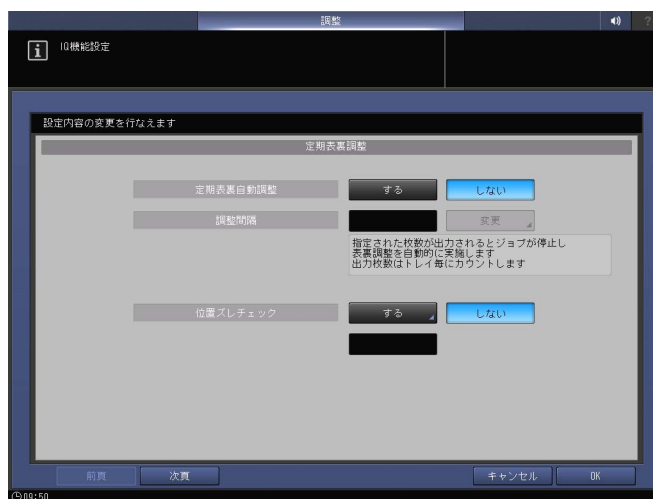 調整
?
i
IQ機能設定
設定内容の変更を行なえます
定期表裏調整
定期表裏自動調整 する しない
調整間隔 変更
指定された枚数が出力されるとジョブが停止し
表裏調整を自動的に実施します
出力枚数はトレイ毎にカウントします
位置ズレチェック する しない
前頁 次頁 キャンセル OK
09:50